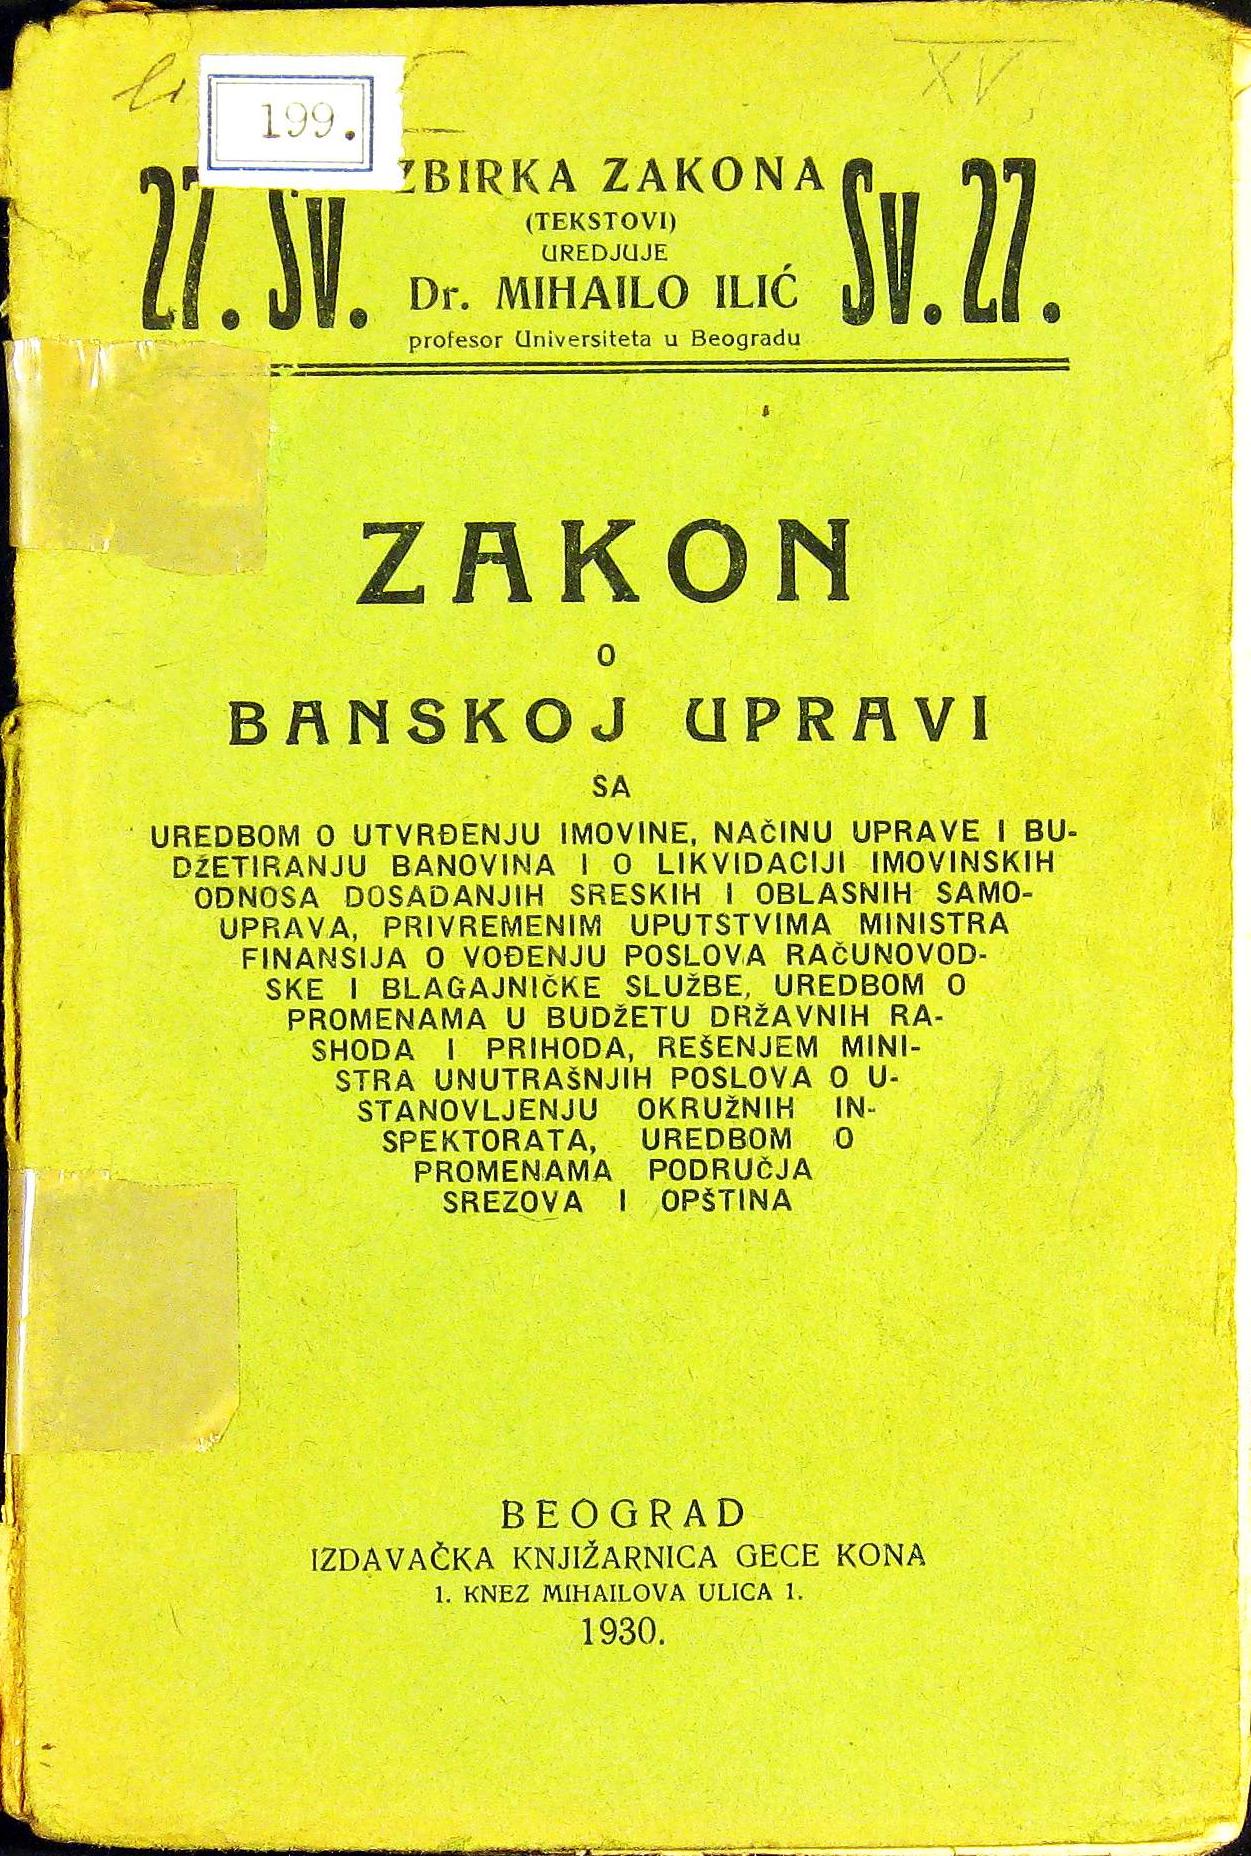 199.
XV
27. Sv. ZBIRKA ZAKONA Sv. 27.
(TEKSTOVI)
UREDJUJE
Dr. MIHAILO ILIĆ
profesor Univerziteta u Beogradu
ZAKON
O
BANSKOJ UPRAVI
SA
UREDBOM O UTVRĐENJU IMOVINE, NAČINU UPRAVE I BU-
DŽETIRANJU BANOVINA I O LIKVIDACIJI IMOVINSKIH
ODNOSA DOSADANJIH SRESKIH I OBLASNIH SAMO-
UPRAVA, PRIVREMENIM UPUTSTVIMA MINISTRA
FINANSIJA O VOĐENJU POSLOVA RAČUNOVOD-
SKE I BLAGAJNIČKE SLUŽBE, UREDBOM O
PROMENAMA U BUDŽETU DRŽAVNIH RA-
SHODA I PRIHODA, REŠENJEM MINI-
STRA UNUTRAŠNJIH POSLOVA O U-
STANOVLJENJU OKRUŽNIH IN-
SPEKTORATA, UREDBOM O
PROMENAMA PODRUČJA
SREZOVA I OPŠTINA
BEOGRAD
IZDAVAČKA KNJIŽARNICA GECE KONA
1. KNEZ MIHAILOVA ULICA 1.
1930.